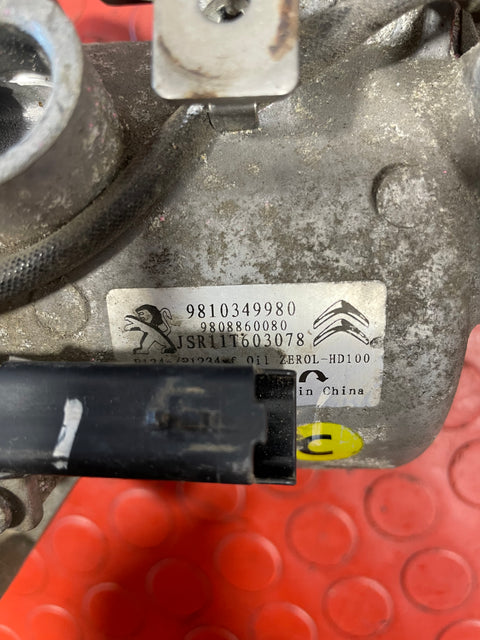 9810349980
9808860080
JSR11T603078
Oil ZEROL-HD100
in China
C